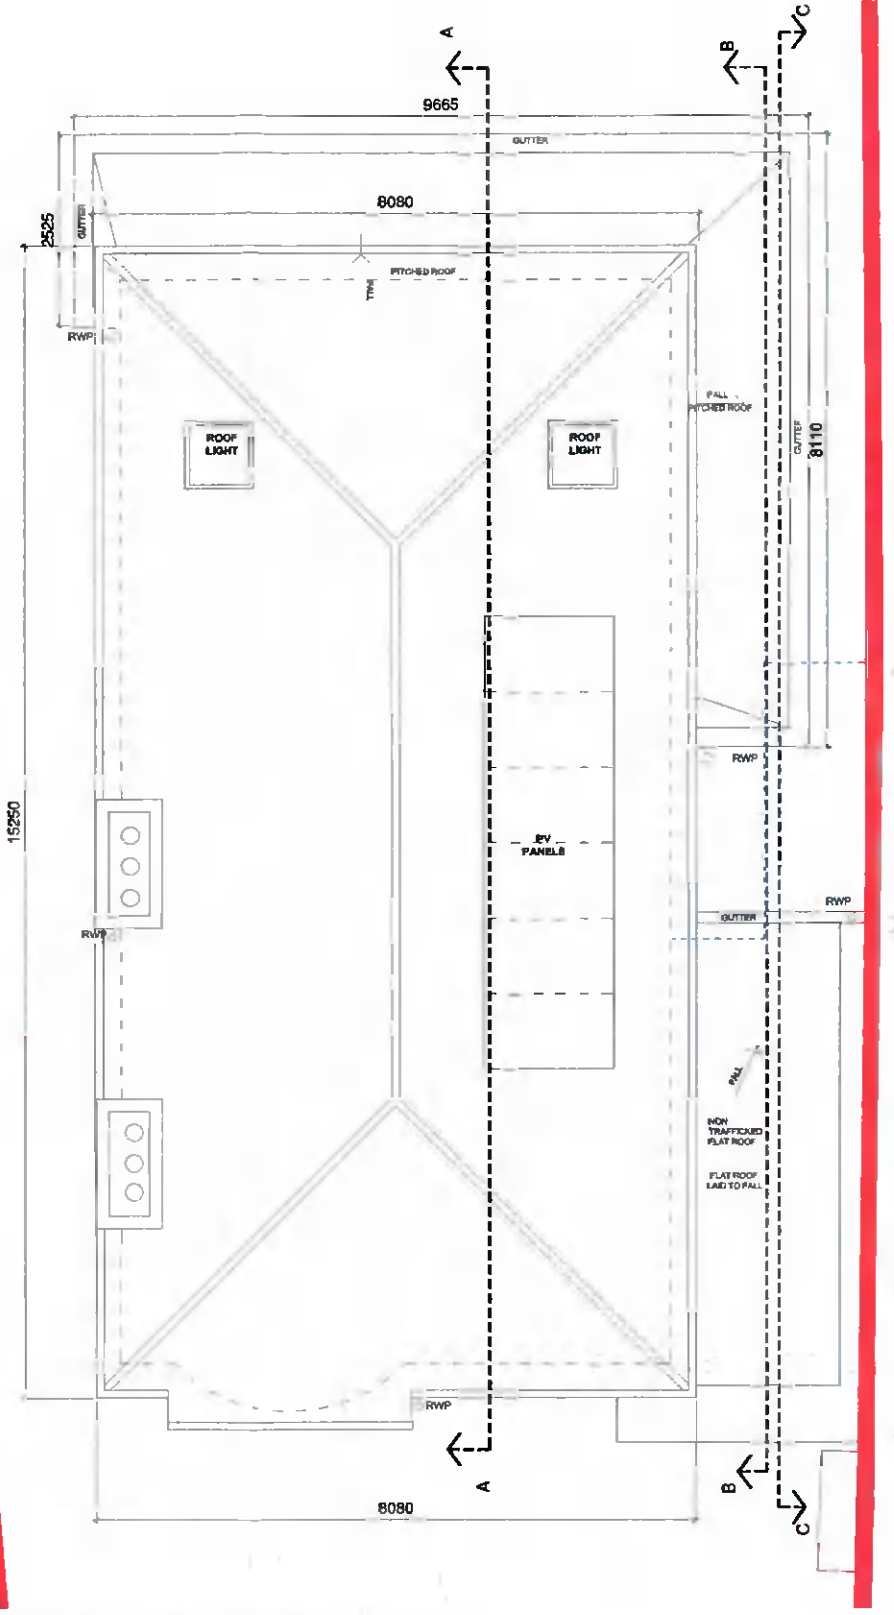 A
B
C
9665
GUTTER
8080
2525
GUTTER
PITCHED ROOF
FALL
RWP
FALL
PITCHED ROOF
ROOF
LIGHT
ROOF
LIGHT
GUTTER
8110
RWP
15250
PV
PANELS
RWP
GUTTER
RWP
FALL
NON
TRAFFICKED
FLAT ROOF
FLAT ROOF
LAID TO FALL
RWP
A
B
C
8080